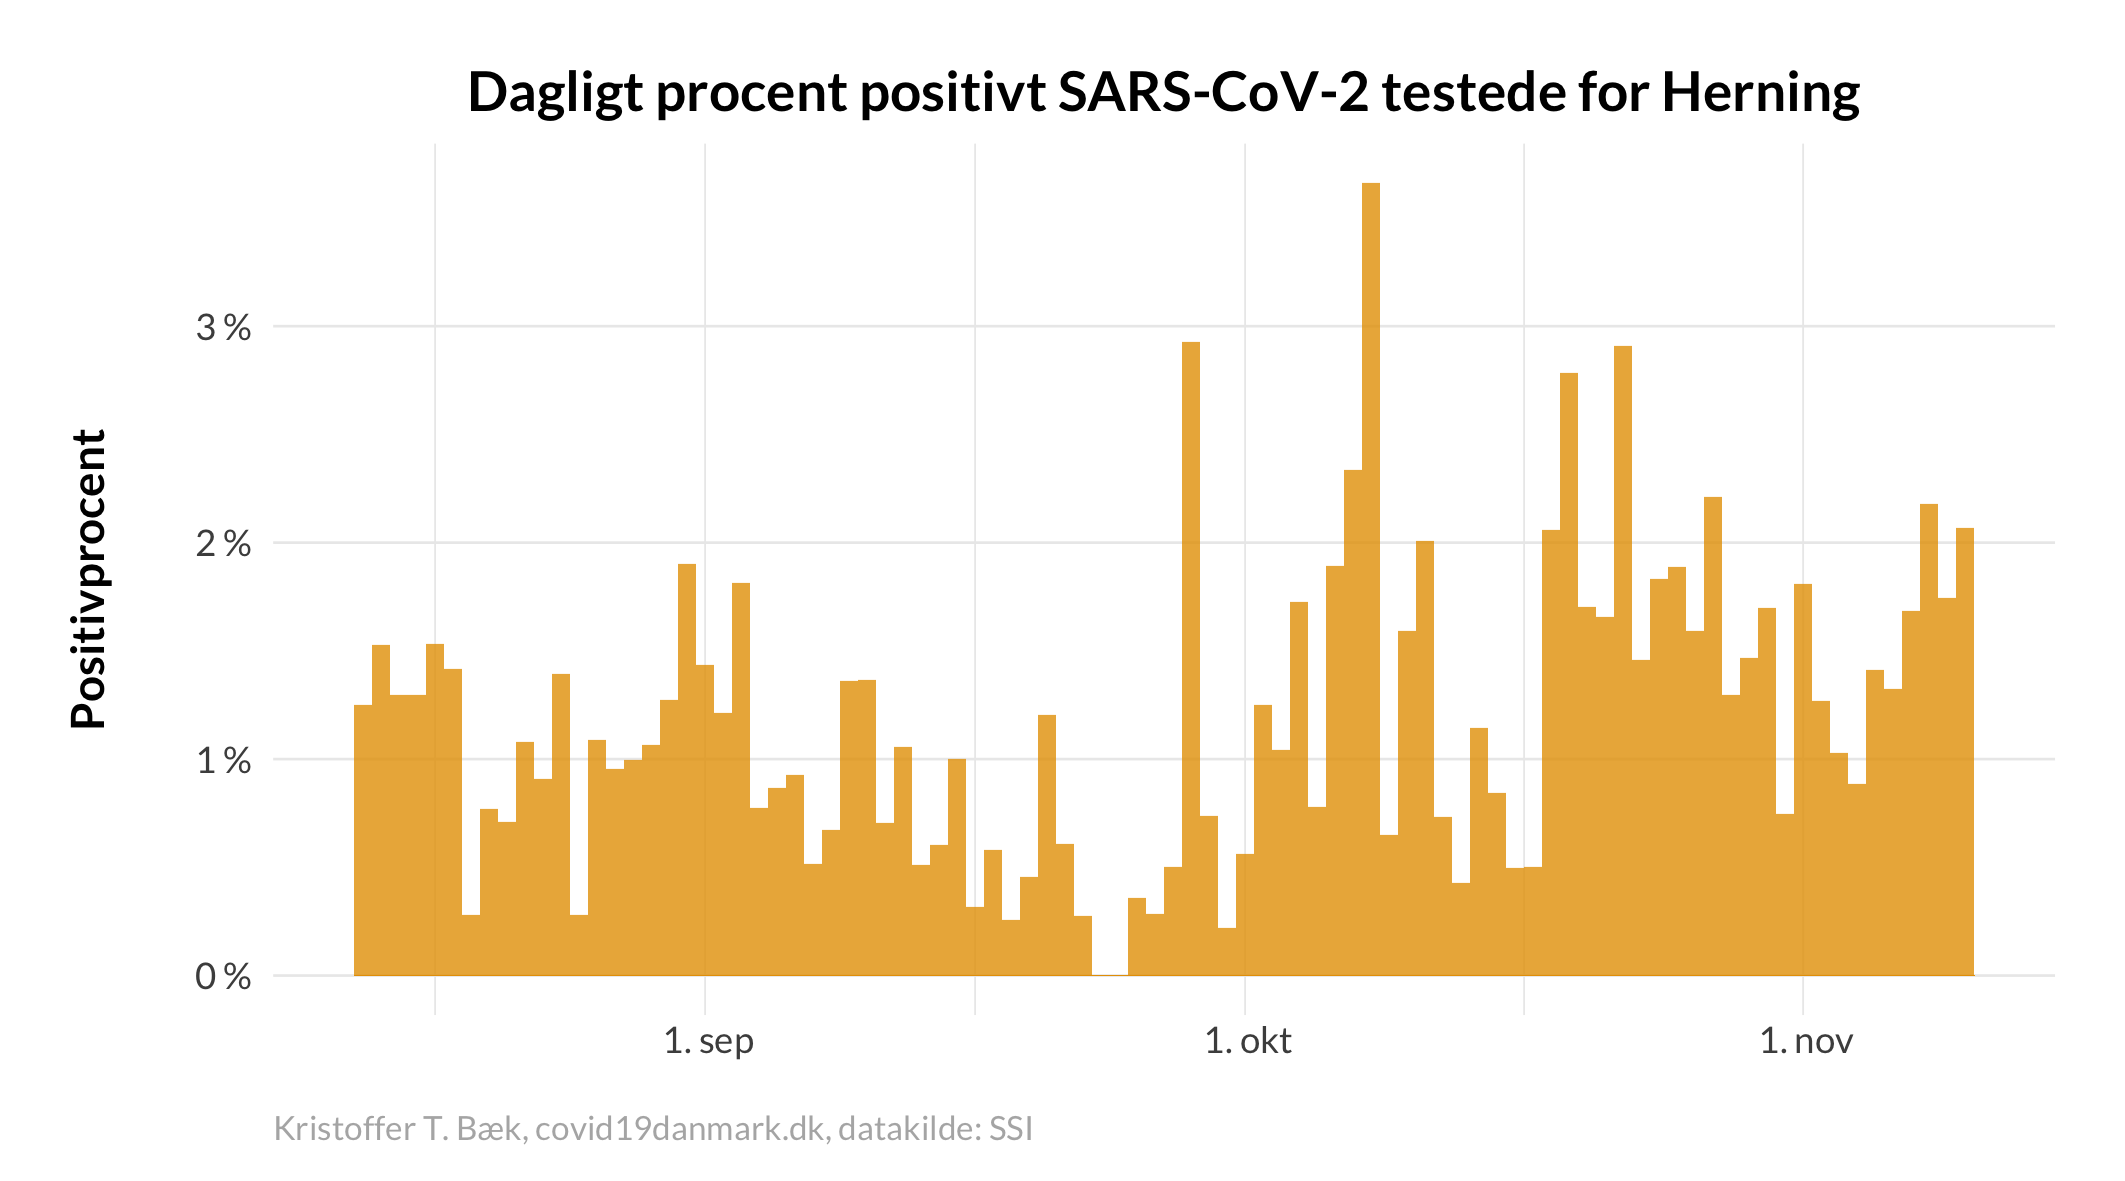 Dagligt procent positivt SARS-CoV-2 testede for Herning
Positivprocent
3 %
2 %
1 %
0 %
1. sep
1. okt
1. nov
Kristoffer T. Bæk, covid19danmark.dk, datakilde: SSI